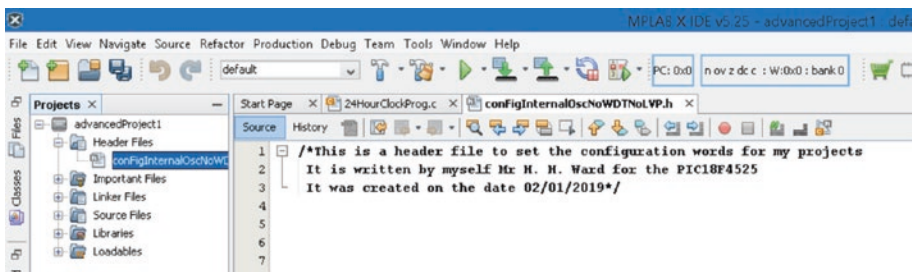 MPLAB X IDE v5.25 - advancedProject1 : defa
File Edit View Navigate Source Refactor Production Debug Team Tools Window Help
default
PC: 0x0
n ov z dc c : W:0x0 : bank 0
Files
Classes
Projects
advancedProject1
Header Files
conFigInternalOscNoWDT
Important Files
Linker Files
Source Files
Libraries
Loadables
Start Page
24HourClockProg.c
conFigInternalOscNoWDTNoLVP.h
Source History
1 /*This is a header file to set the configuration words for my projects
2 It is written by myself Mr H. H. Ward for the PIC18F4525
3 It was created on the date 02/01/2019*/
4
5
6
7